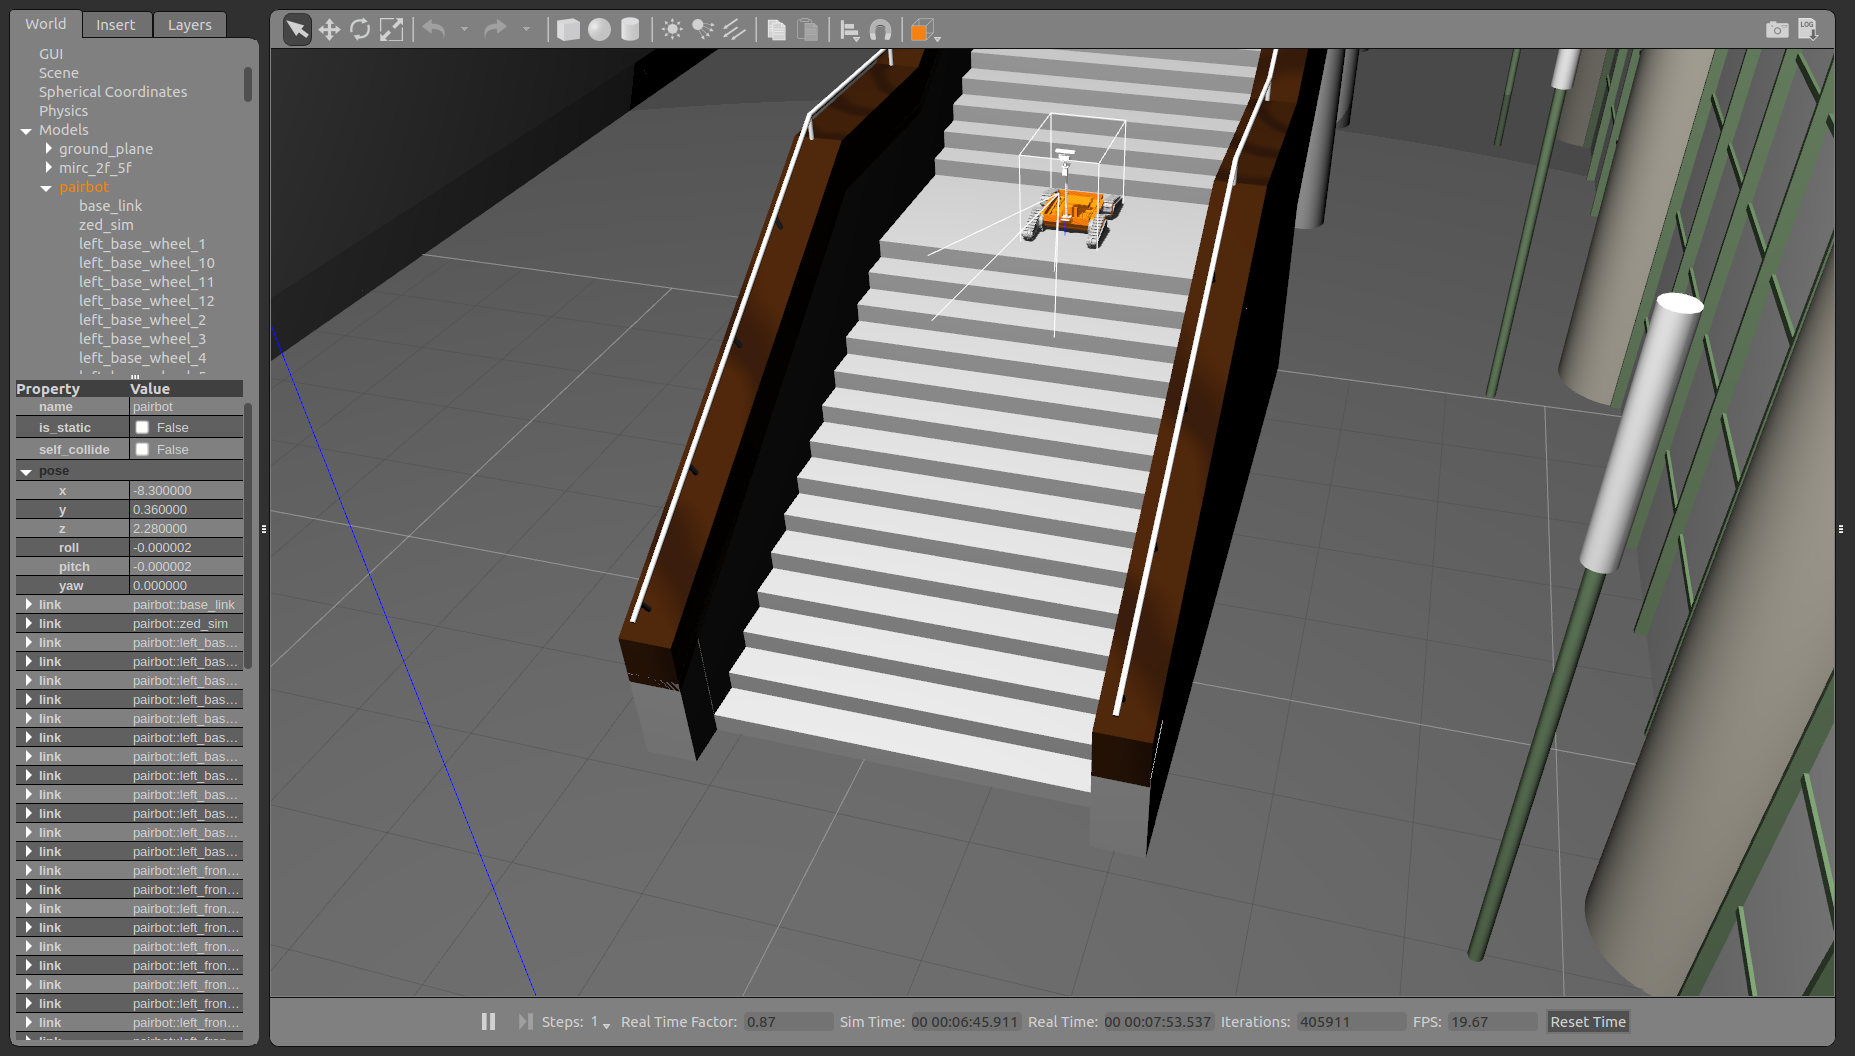 World Insert Layers
GUI
Scene
Spherical Coordinates
Physics
Models
ground_plane
mirc_2f_5f
pairbot
base_link
zed_sim
left_base_wheel_1
left_base_wheel_10
left_base_wheel_11
left_base_wheel_12
left_base_wheel_2
left_base_wheel_3
left_base_wheel_4
Property Value
name pairbot
is_static False
self_collide False
pose
x -8.300000
y 0.360000
z 2.280000
roll -0.000002
pitch -0.000002
yaw 0.000000
link pairbot::base_link
link pairbot::zed_sim
link pairbot::left_bas...
link pairbot::left_bas...
link pairbot::left_bas...
link pairbot::left_bas...
link pairbot::left_bas...
link pairbot::left_bas...
link pairbot::left_bas...
link pairbot::left_bas...
link pairbot::left_bas...
link pairbot::left_bas...
link pairbot::left_bas...
link pairbot::left_bas...
link pairbot::left_fron...
link pairbot::left_fron...
link pairbot::left_fron...
link pairbot::left_fron...
link pairbot::left_fron...
link pairbot::left_fron...
link pairbot::left_fron...
link pairbot::left_fron...
link pairbot::left_fron...
LOG
Steps: 1 Real Time Factor: 0.87 Sim Time: 00 00:06:45.911 Real Time: 00 00:07:53.537 Iterations: 405911 FPS: 19.67 Reset Time